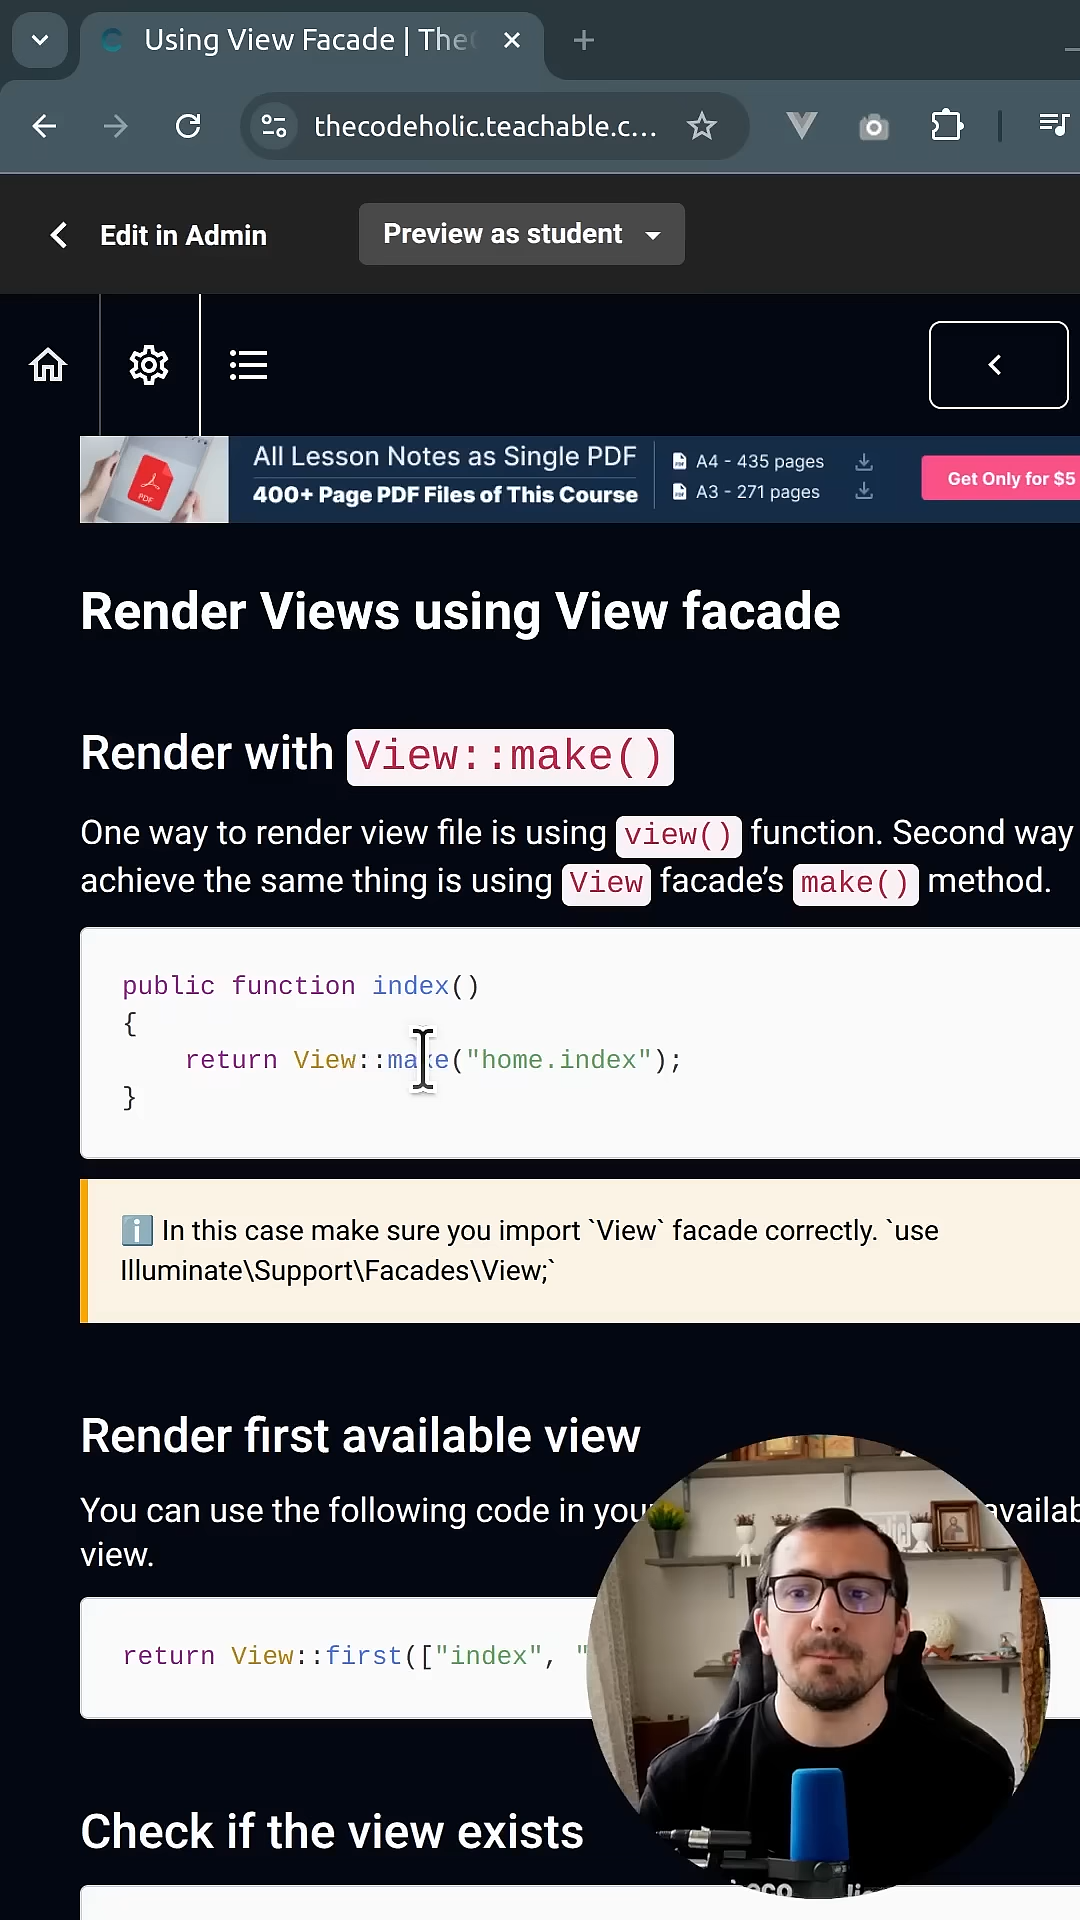 Using View Facade | The
thecodeholic.teachable.c...
Edit in Admin
Preview as student
All Lesson Notes as Single PDF
400+ Page PDF Files of This Course
A4 - 435 pages
A3 - 271 pages
Get Only for $5
PDF
Render Views using View facade
Render with View::make()
One way to render view file is using view() function. Second way
achieve the same thing is using View facade’s make() method.
public function index()
{
return View::make("home.index");
}
ℹ️ In this case make sure you import `View` facade correctly. `use
Illuminate\Support\Facades\View;`
Render first available view
You can use the following code in you availab
view.
return View::first(["index", "
Check if the view exists